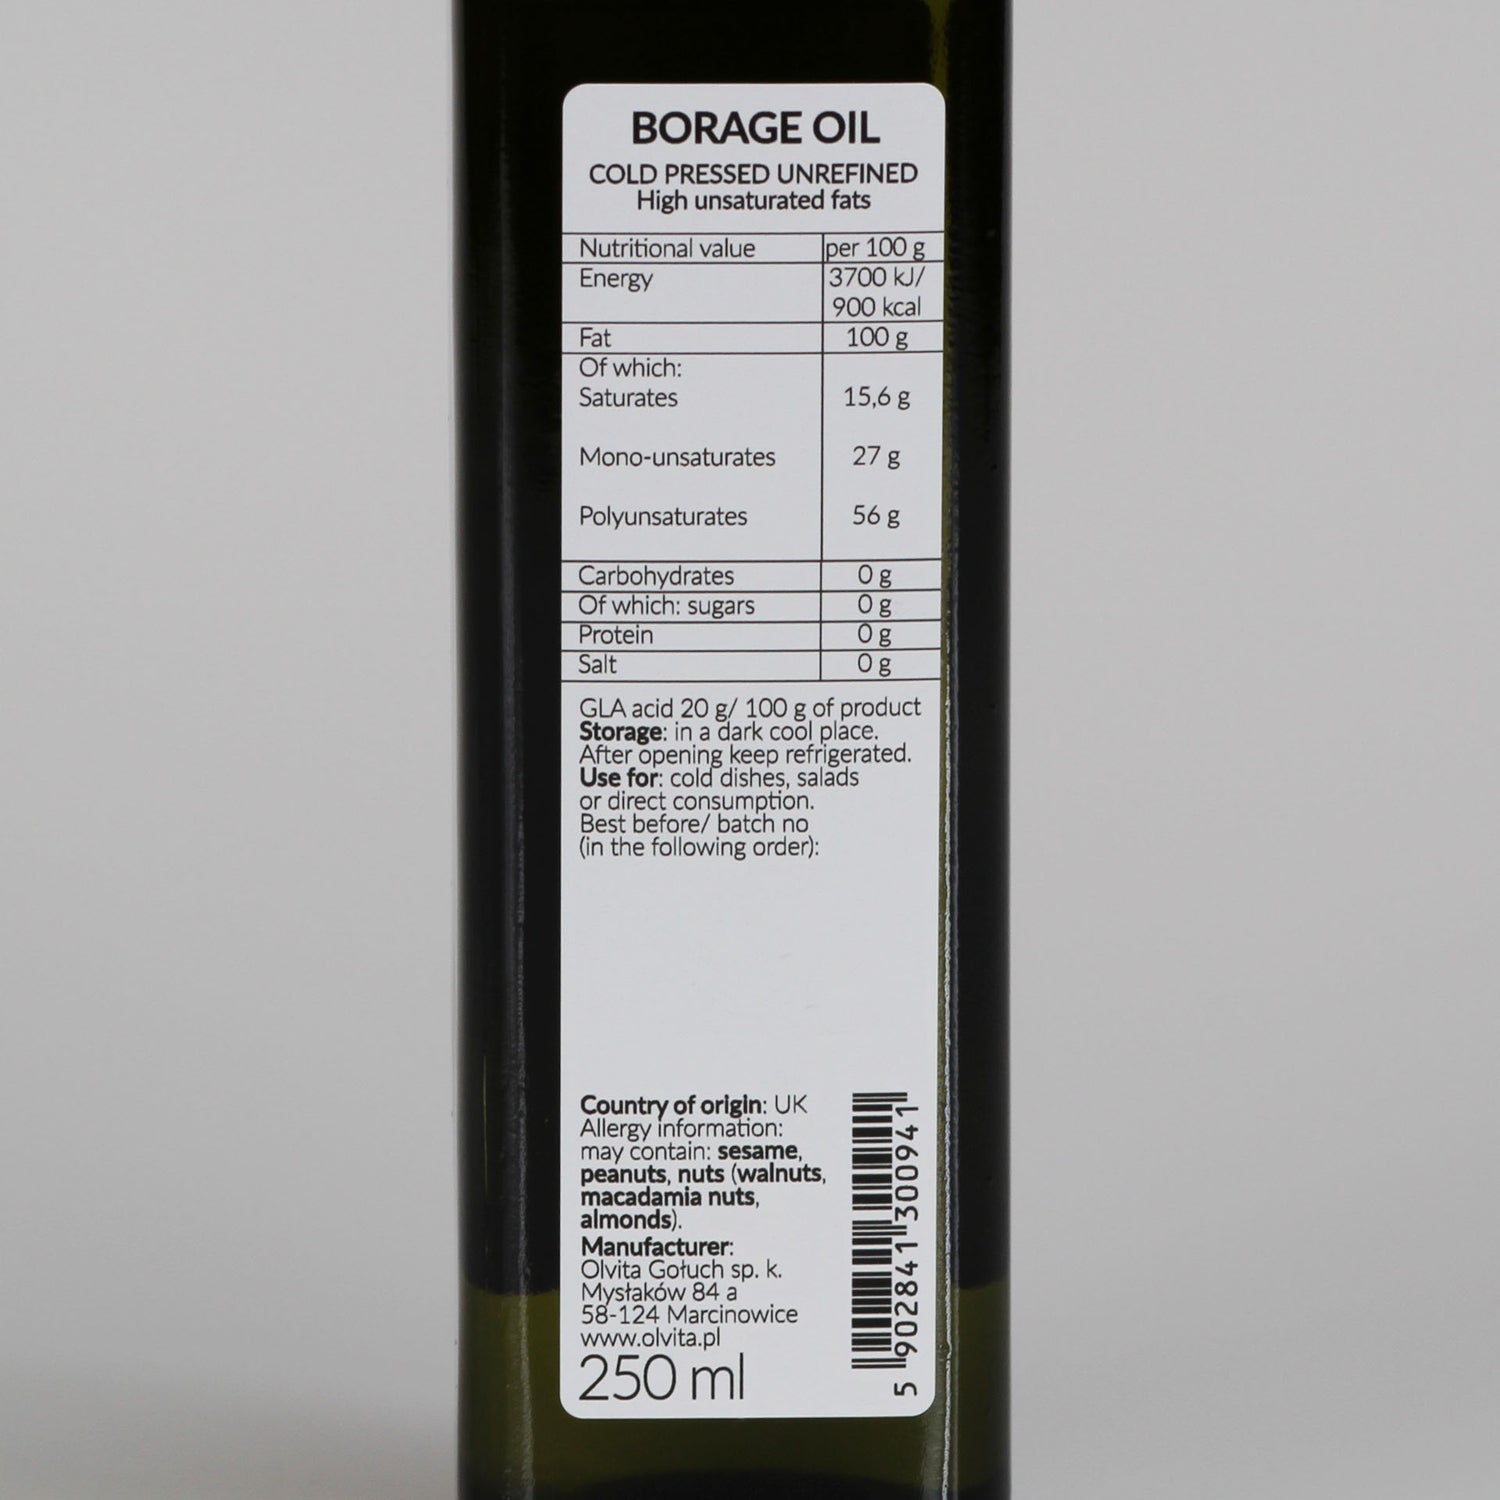 BORAGE OIL
COLD PRESSED UNREFINED
High unsaturated fats
Nutritional value per 100 g
Energy 3700 kJ/
900 kcal
Fat 100 g
Of which:
Saturates 15,6 g
Mono-unsaturates 27 g
Polyunsaturates 56 g
Carbohydrates 0 g
Of which: sugars 0 g
Protein 0 g
Salt 0 g
GLA acid 20 g/ 100 g of product
Storage: in a dark cool place.
After opening keep refrigerated.
Use for: cold dishes, salads
or direct consumption.
Best before/ batch no
(in the following order):
Country of origin: UK
Allergy information:
may contain: sesame,
peanuts, nuts (walnuts,
macadamia nuts,
almonds).
Manufacturer:
Olvita Gołuch sp. k.
Mysłaków 84 a
58-124 Marcinowice
www.olvita.pl
250 ml
5 902841 300941